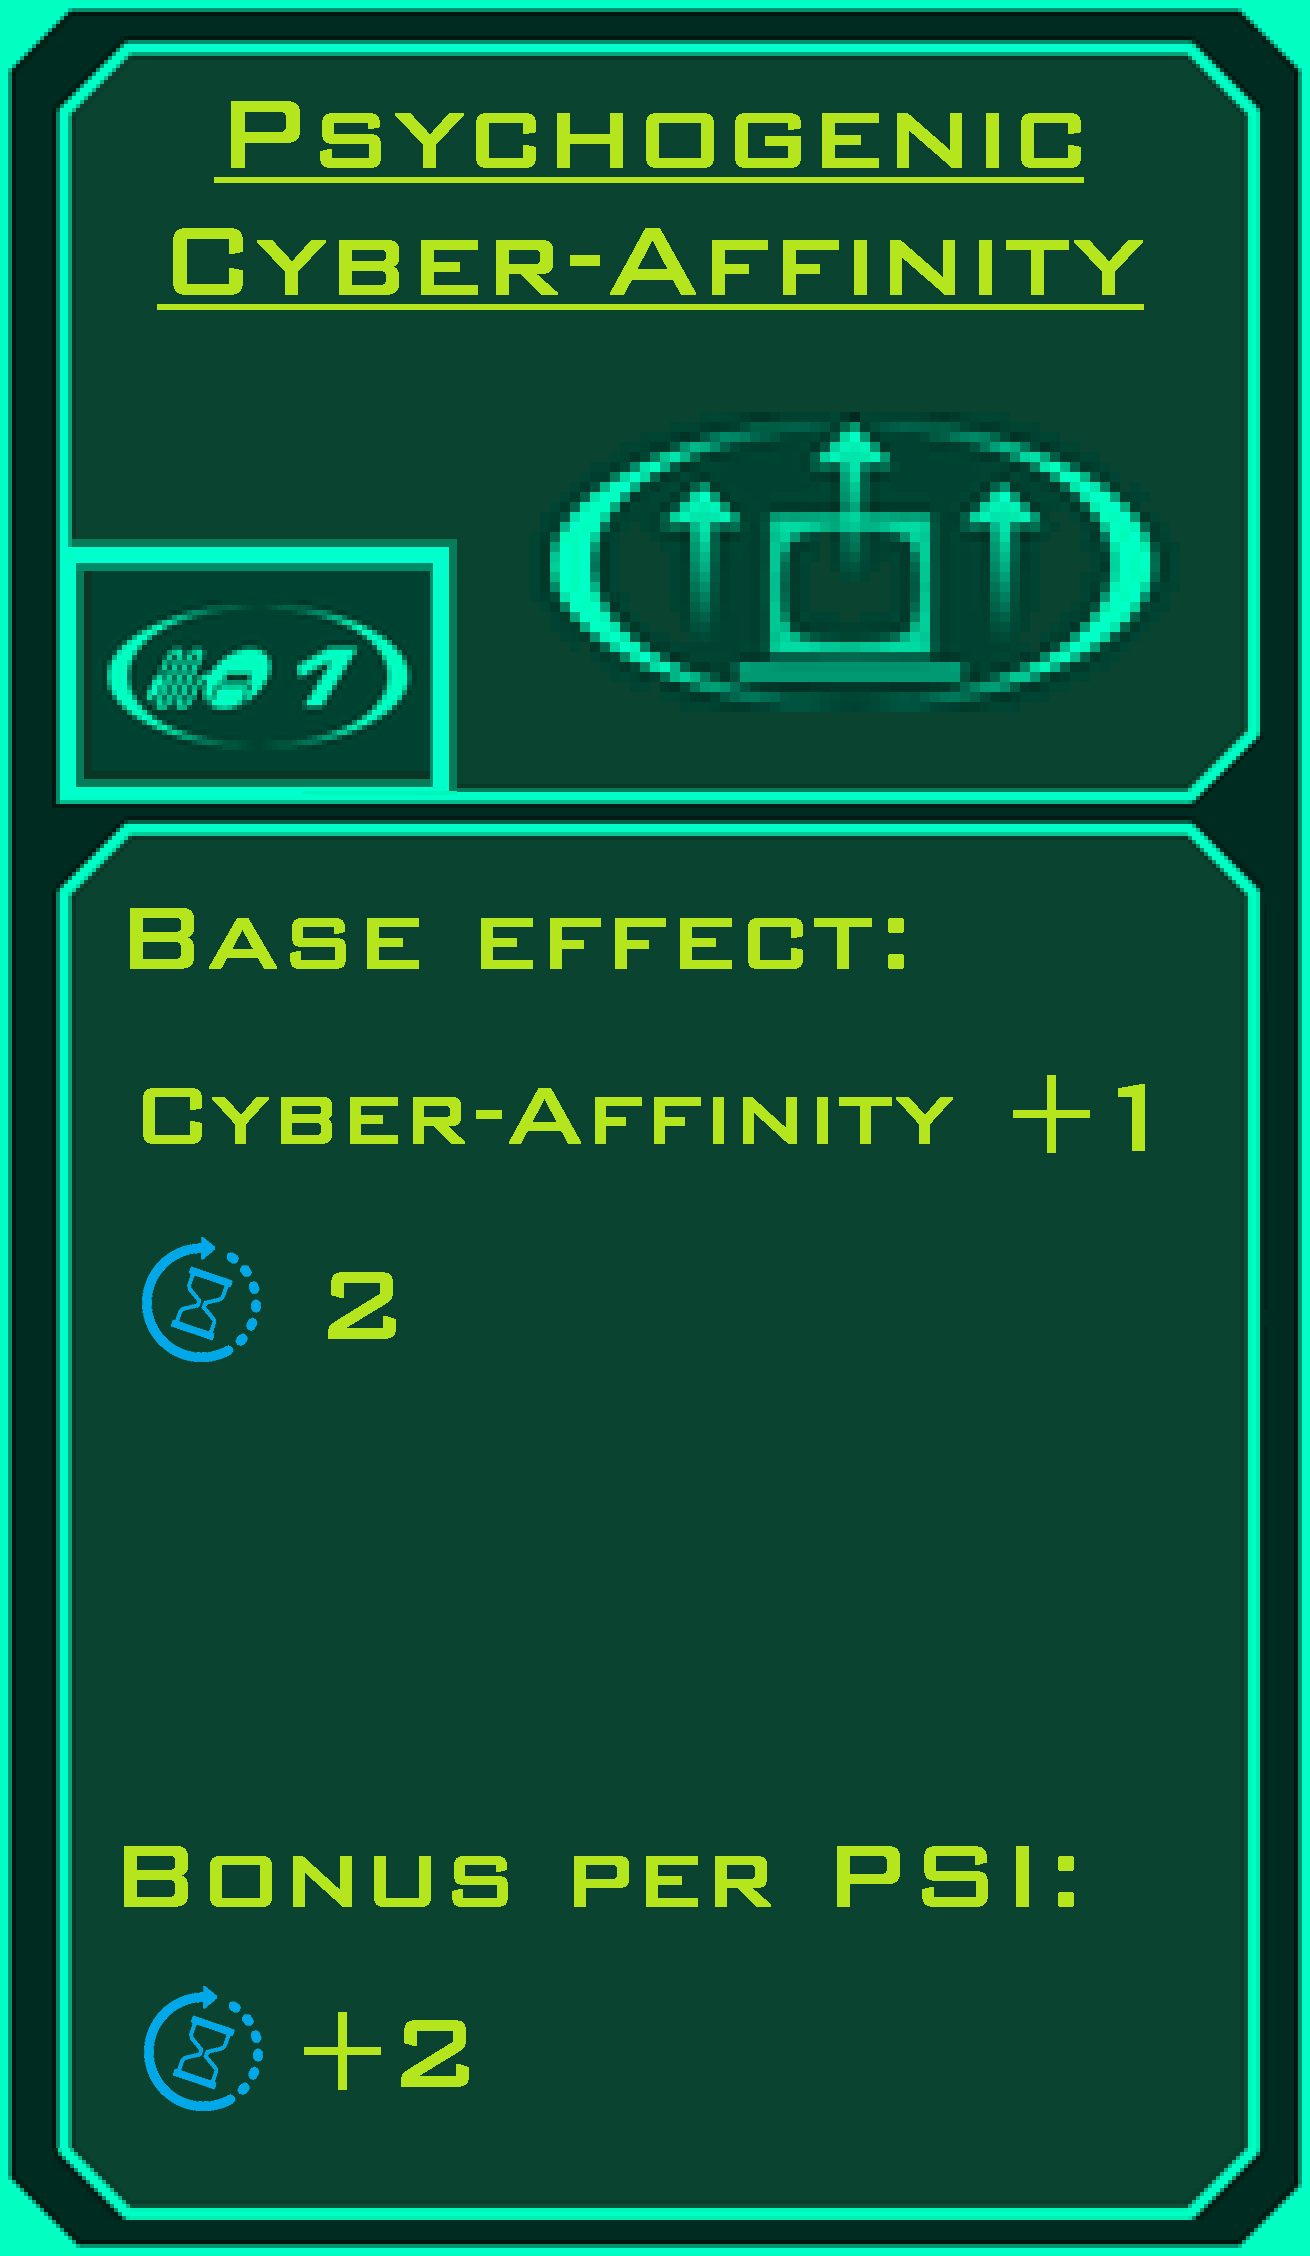 Psychogenic
Cyber-Affinity
1
Base effect:
Cyber-Affinity +1
2
Bonus per PSI:
+2